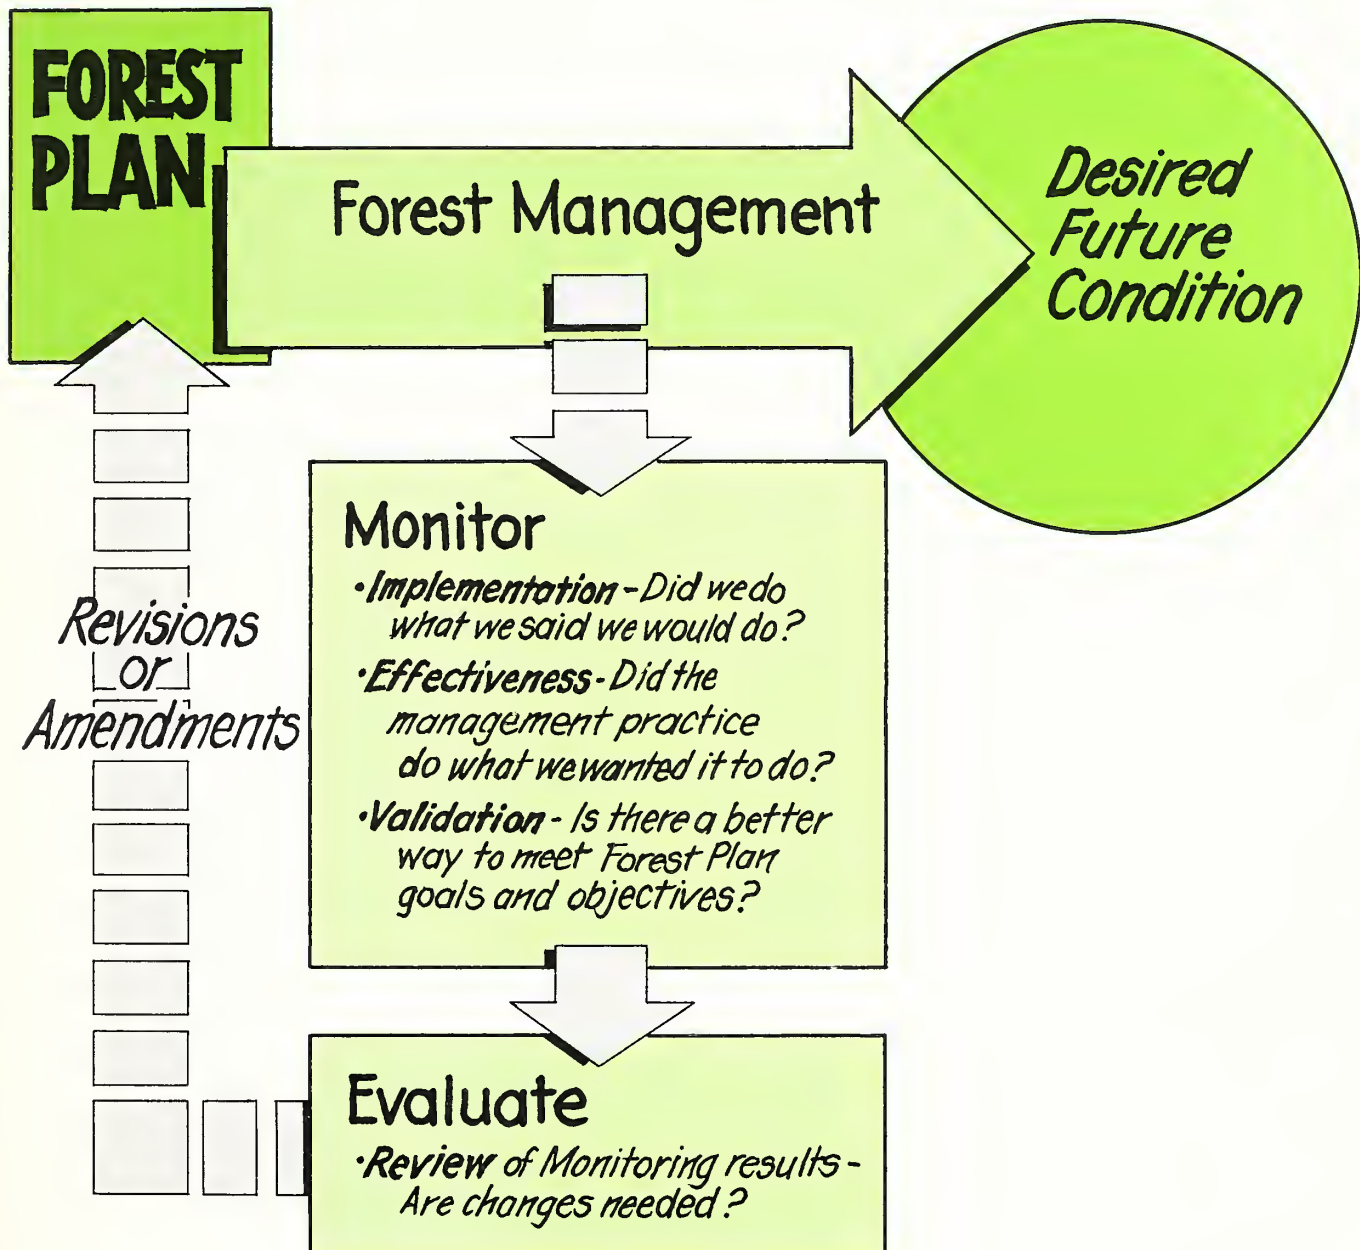 FOREST
PLAN
Forest Management
Desired
Future
Condition
Monitor
•Implementation - Did we do
what we said we would do?
•Effectiveness - Did the
management practice
do what we wanted it to do?
•Validation - Is there a better
way to meet Forest Plan
goals and objectives?
Revisions
or
Amendments
Evaluate
•Review of Monitoring results -
Are changes needed?